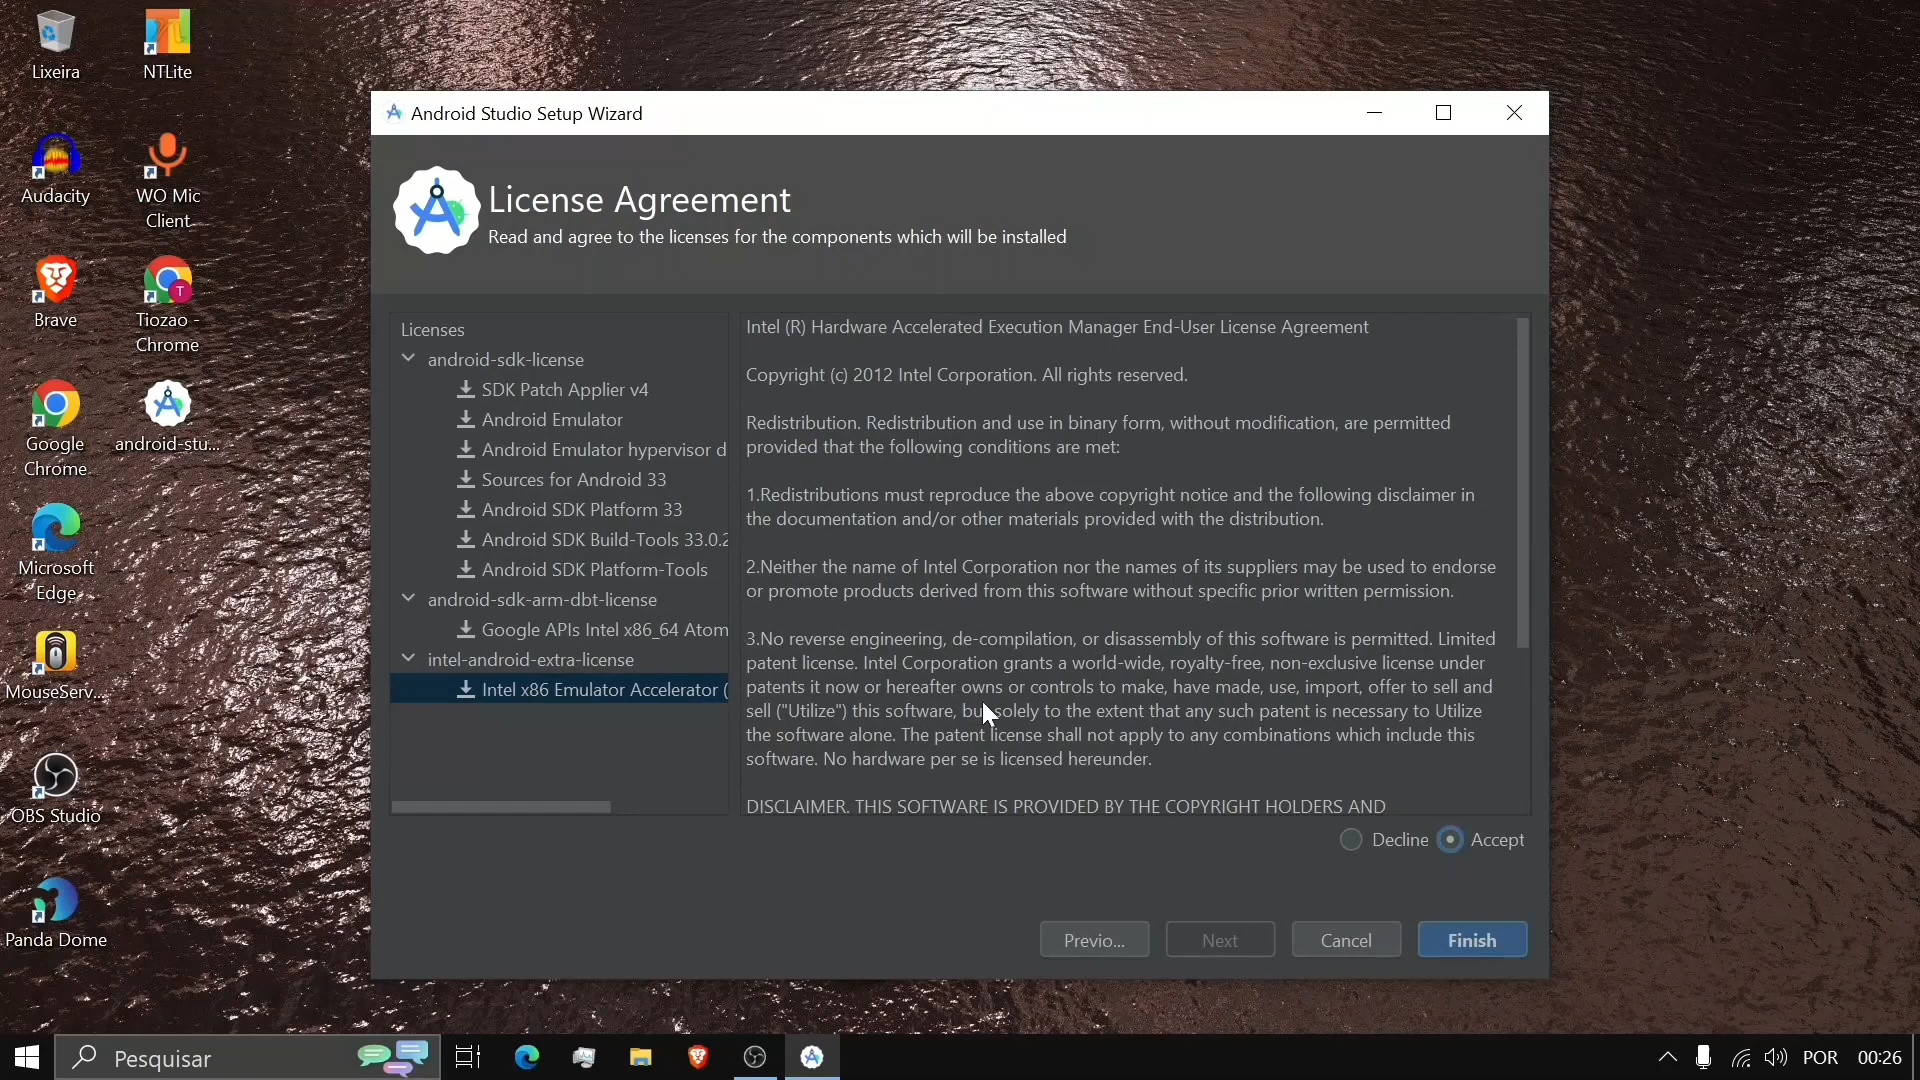 Lixeira
NTLite
Audacity
WO Mic
Client
Brave
Tiozao -
Chrome
T
Google
Chrome
android-stu...
Microsoft
Edge
MouseServ...
OBS Studio
Panda Dome
Android Studio Setup Wizard
License Agreement
Read and agree to the licenses for the components which will be installed
Licenses
android-sdk-license
SDK Patch Applier v4
Android Emulator
Android Emulator hypervisor d
Sources for Android 33
Android SDK Platform 33
Android SDK Build-Tools 33.0.2
Android SDK Platform-Tools
android-sdk-arm-dbt-license
Google APIs Intel x86_64 Atom
intel-android-extra-license
Intel x86 Emulator Accelerator (
Intel (R) Hardware Accelerated Execution Manager End-User License Agreement
Copyright (c) 2012 Intel Corporation. All rights reserved.
Redistribution. Redistribution and use in binary form, without modification, are permitted
provided that the following conditions are met:
1.Redistributions must reproduce the above copyright notice and the following disclaimer in
the documentation and/or other materials provided with the distribution.
2.Neither the name of Intel Corporation nor the names of its suppliers may be used to endorse
or promote products derived from this software without specific prior written permission.
3.No reverse engineering, de-compilation, or disassembly of this software is permitted. Limited
patent license. Intel Corporation grants a world-wide, royalty-free, non-exclusive license under
patents it now or hereafter owns or controls to make, have made, use, import, offer to sell and
sell ("Utilize") this software, but solely to the extent that any such patent is necessary to Utilize
the software alone. The patent license shall not apply to any combinations which include this
software. No hardware per se is licensed hereunder.
DISCLAIMER. THIS SOFTWARE IS PROVIDED BY THE COPYRIGHT HOLDERS AND
Decline
Accept
Previo...
Next
Cancel
Finish
Pesquisar
POR
00:26